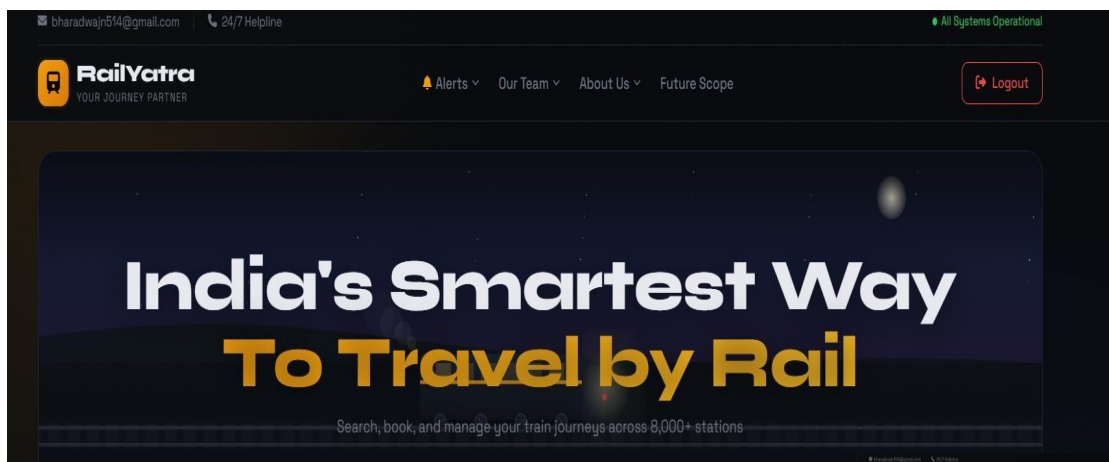 bharadwajn514@gmail.com 24/7 Helpline All Systems Operational
RailYatra
YOUR JOURNEY PARTNER
Alerts Our Team About Us Future Scope Logout
India's Smartest Way
To Travel by Rail
Search, book, and manage your train journeys across 8,000+ stations